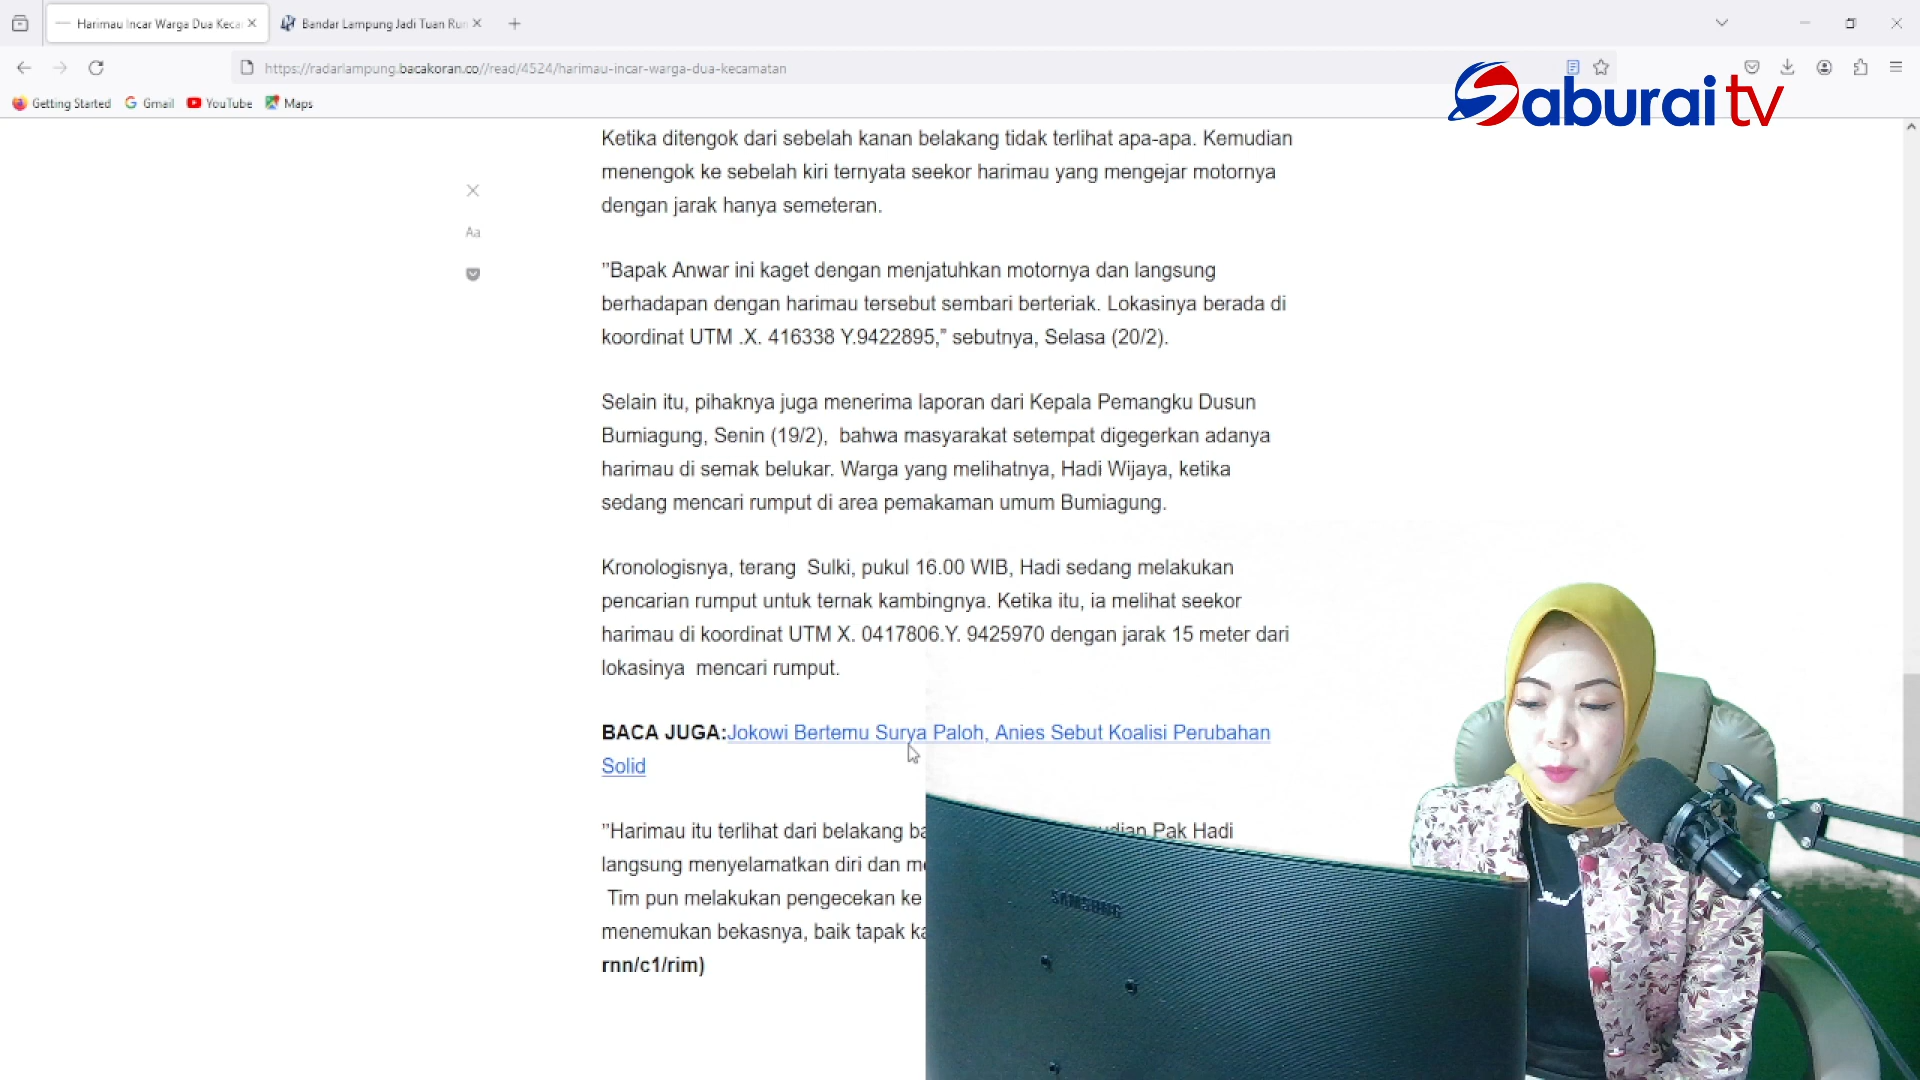 Harimau Incar Warga Dua Keca
Bandar Lampung Jadi Tuan Ru
https://radarlampung.bacakoran.co//read/4524/harimau-incar-warga-dua-kecamatan
Getting Started
Gmail
YouTube
Maps
Saburai tv
Aa
Ketika ditengok dari sebelah kanan belakang tidak terlihat apa-apa. Kemudian
menengok ke sebelah kiri ternyata seekor harimau yang mengejar motornya
dengan jarak hanya semeteran.
”Bapak Anwar ini kaget dengan menjatuhkan motornya dan langsung
berhadapan dengan harimau tersebut sembari berteriak. Lokasinya berada di
koordinat UTM .X. 416338 Y.9422895,” sebutnya, Selasa (20/2).
Selain itu, pihaknya juga menerima laporan dari Kepala Pemangku Dusun
Bumiagung, Senin (19/2),  bahwa masyarakat setempat digegerkan adanya
harimau di semak belukar. Warga yang melihatnya, Hadi Wijaya, ketika
sedang mencari rumput di area pemakaman umum Bumiagung.
Kronologisnya, terang  Sulki, pukul 16.00 WIB, Hadi sedang melakukan
pencarian rumput untuk ternak kambingnya. Ketika itu, ia melihat seekor
harimau di koordinat UTM X. 0417806.Y. 9425970 dengan jarak 15 meter dari
lokasinya  mencari rumput.
BACA JUGA:Jokowi Bertemu Surya Paloh, Anies Sebut Koalisi Perubahan
Solid
”Harimau itu terlihat dari belakang ba Pak Hadi
langsung menyelamatkan diri dan me
Tim pun melakukan pengecekan ke
menemukan bekasnya, baik tapak ka
rnn/c1/rim)
SAMSUNG